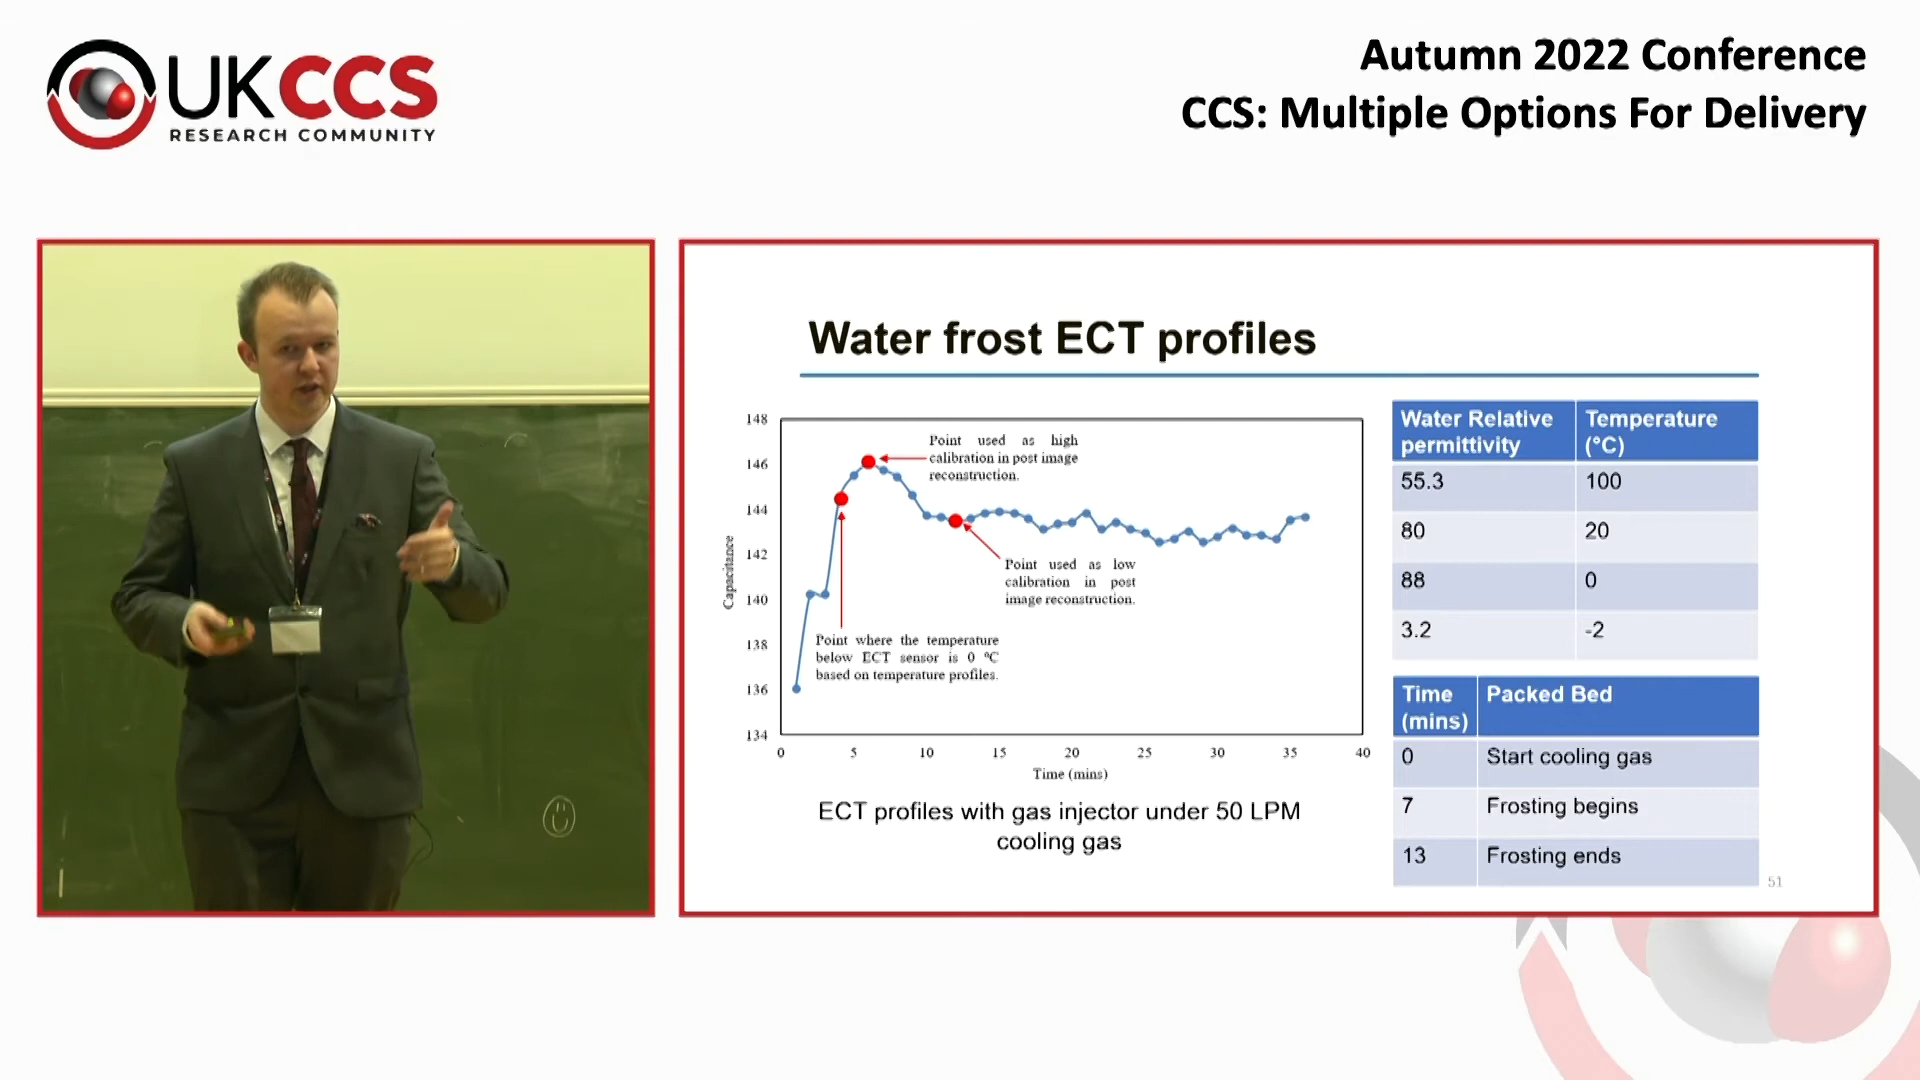 UKCCS
RESEARCH COMMUNITY
Autumn 2022 Conference
CCS: Multiple Options For Delivery
Water frost ECT profiles
148
146
144
142
140
138
136
134
Capacitance
0
5
10
15
20
25
30
35
40
Time (mins)
Point used as high
calibration in post image
reconstruction.
Point used as low
calibration in post
image reconstruction.
Point where the temperature
below ECT sensor is 0 °C
based on temperature profiles.
ECT profiles with gas injector under 50 LPM
cooling gas
Water Relative
permittivity
Temperature
(°C)
55.3 100
80 20
88 0
3.2 -2
Time
(mins)
Packed Bed
0 Start cooling gas
7 Frosting begins
13 Frosting ends
51